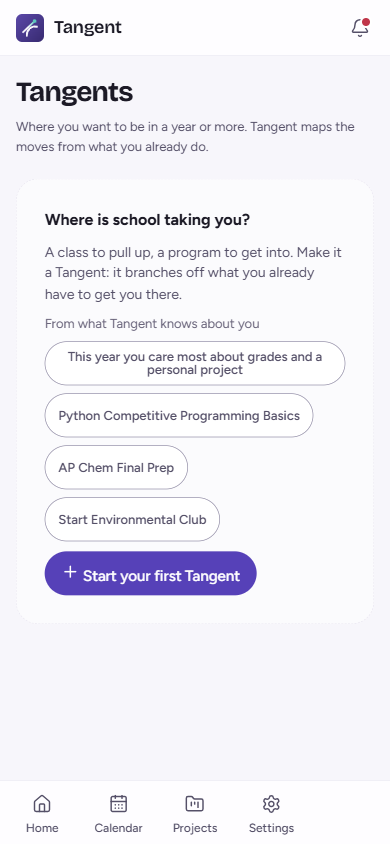 Tangent
Tangents
Where you want to be in a year or more. Tangent maps the
moves from what you already do.
Where is school taking you?
A class to pull up, a program to get into. Make it
a Tangent: it branches off what you already
have to get you there.
From what Tangent knows about you
This year you care most about grades and a
personal project
Python Competitive Programming Basics
AP Chem Final Prep
Start Environmental Club
+ Start your first Tangent
Home Calendar Projects Settings